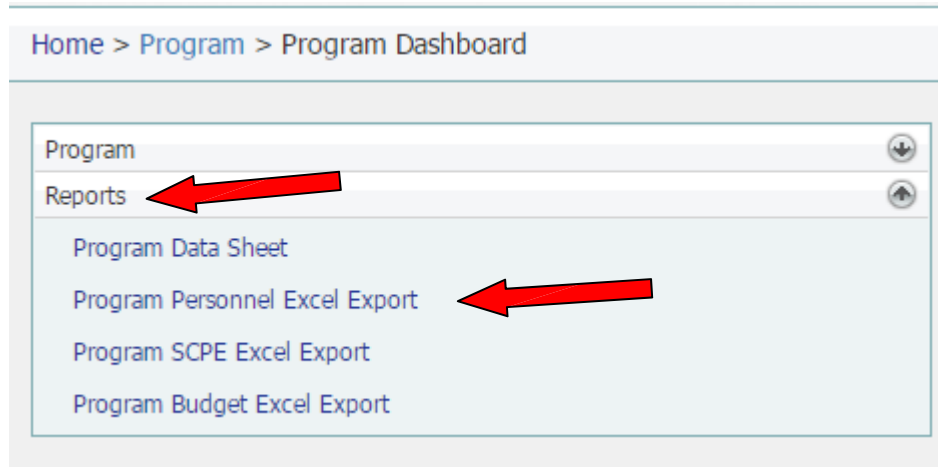 Home > Program > Program Dashboard
Program
Reports
Program Data Sheet
Program Personnel Excel Export
Program SCPE Excel Export
Program Budget Excel Export